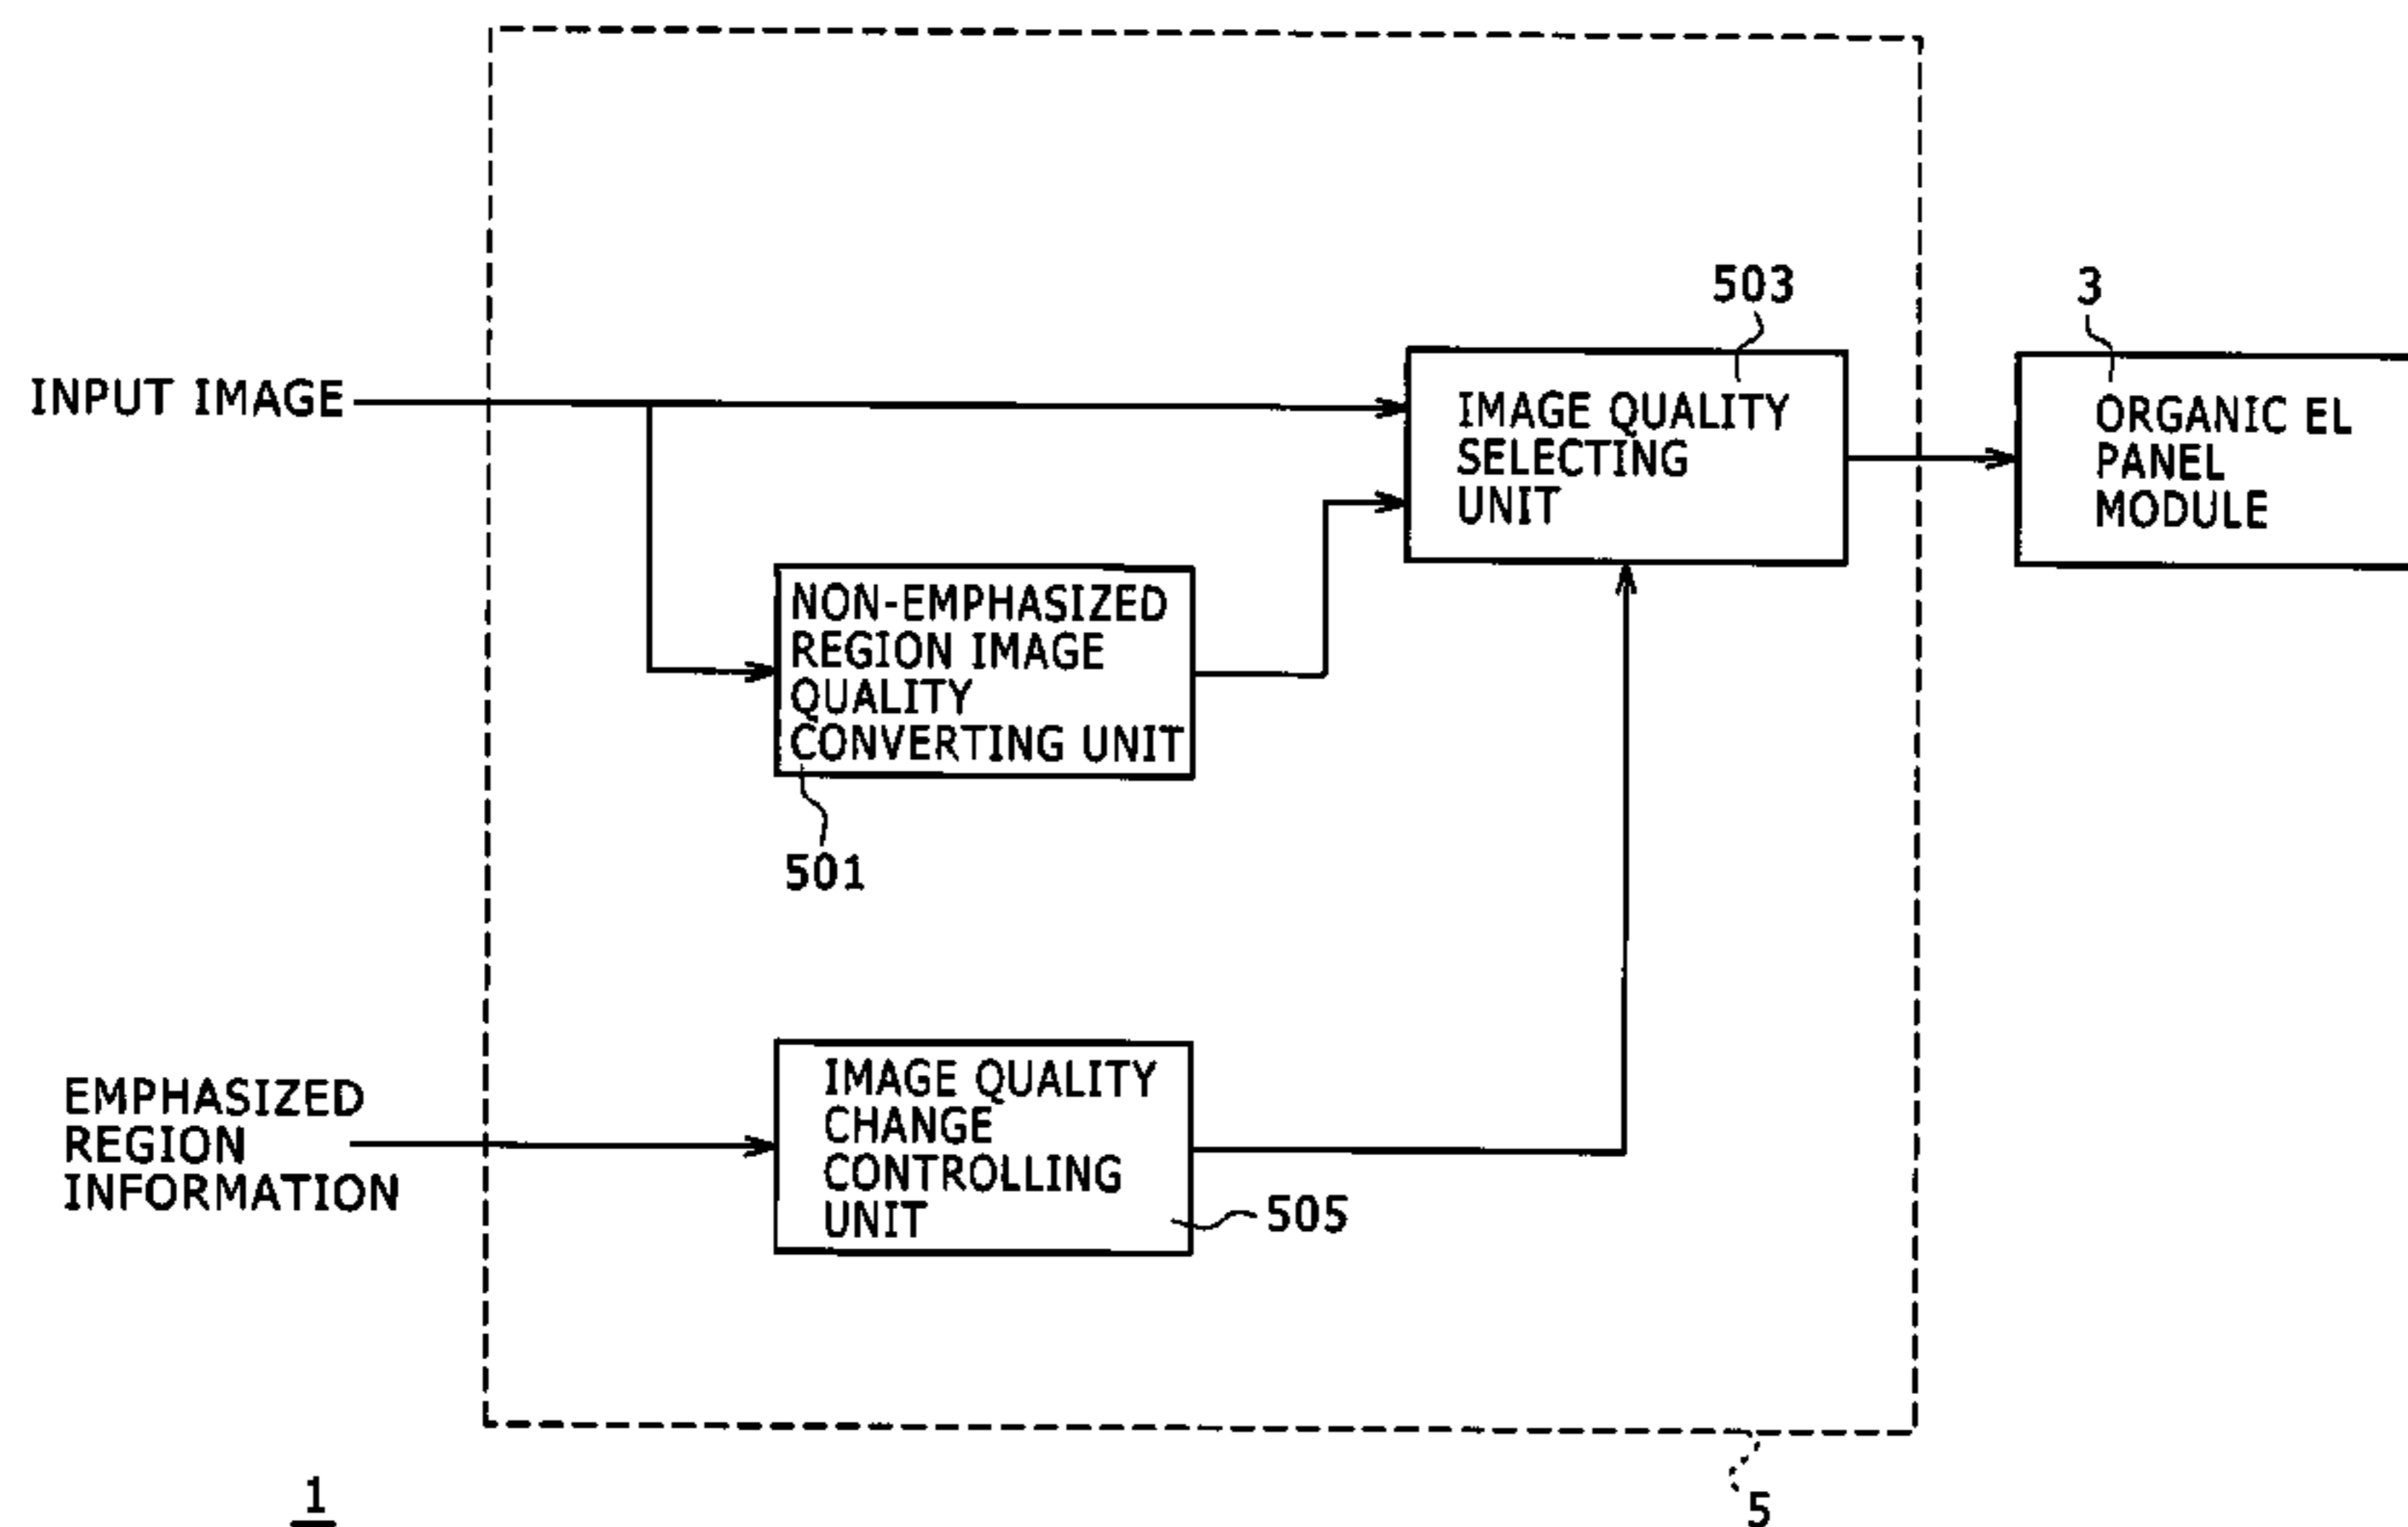 503
3
INPUT IMAGE
IMAGE QUALITY
SELECTING
UNIT
ORGANIC EL
PANEL
MODULE
NON-EMPHASIZED
REGION IMAGE
QUALITY
CONVERTING UNIT
501
EMPHASIZED
REGION
INFORMATION
IMAGE QUALITY
CHANGE
CONTROLLING
UNIT
505
1
5